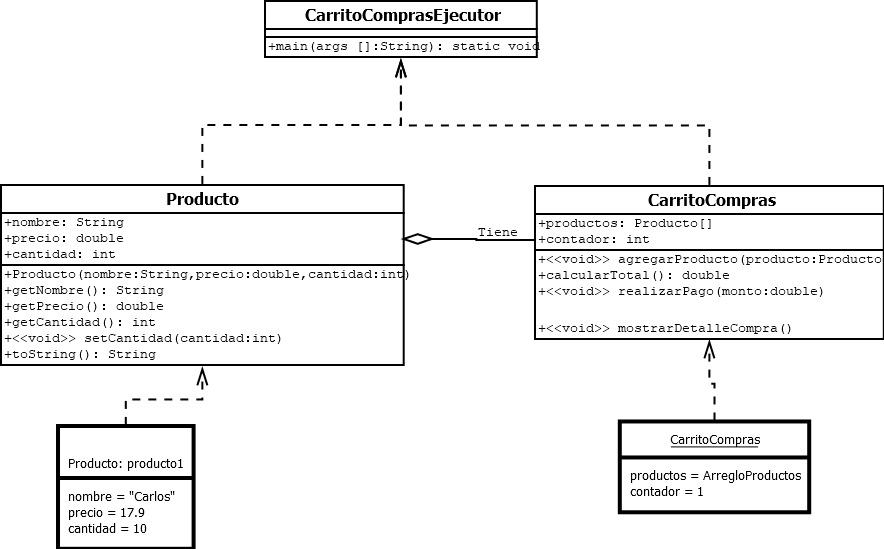 CarritoComprasEjecutor
+main(args []:String): static void
Producto
+nombre: String
+precio: double
+cantidad: int
+Producto(nombre:String,precio:double,cantidad:int)
+getNombre(): String
+getPrecio(): double
+getCantidad(): int
+<<void>> setCantidad(cantidad:int)
+toString(): String
Tiene
CarritoCompras
+productos: Producto[]
+contador: int
+<<void>> agregarProducto(producto:Producto
+calcularTotal(): double
+<<void>> realizarPago(monto:double)
+<<void>> mostrarDetalleCompra()
Producto: producto1
nombre = "Carlos"
precio = 17.9
cantidad = 10
CarritoCompras
productos = ArregloProductos
contador = 1